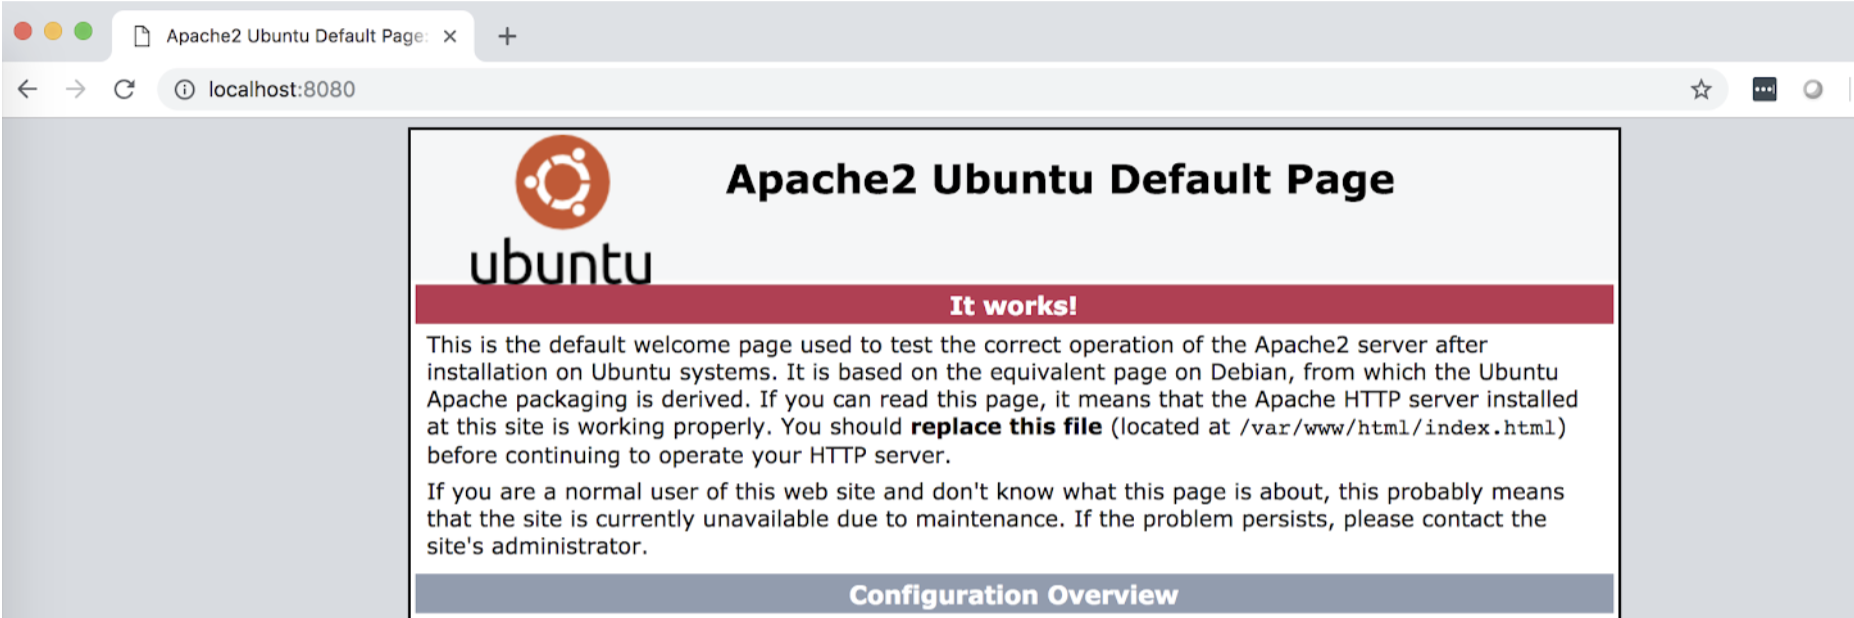 Apache2 Ubuntu Default Page:
localhost:8080
Apache2 Ubuntu Default Page
ubuntu
It works!
This is the default welcome page used to test the correct operation of the Apache2 server after
installation on Ubuntu systems. It is based on the equivalent page on Debian, from which the Ubuntu
Apache packaging is derived. If you can read this page, it means that the Apache HTTP server installed
at this site is working properly. You should replace this file (located at /var/www/html/index.html)
before continuing to operate your HTTP server.
If you are a normal user of this web site and don't know what this page is about, this probably means
that the site is currently unavailable due to maintenance. If the problem persists, please contact the
site's administrator.
Configuration Overview